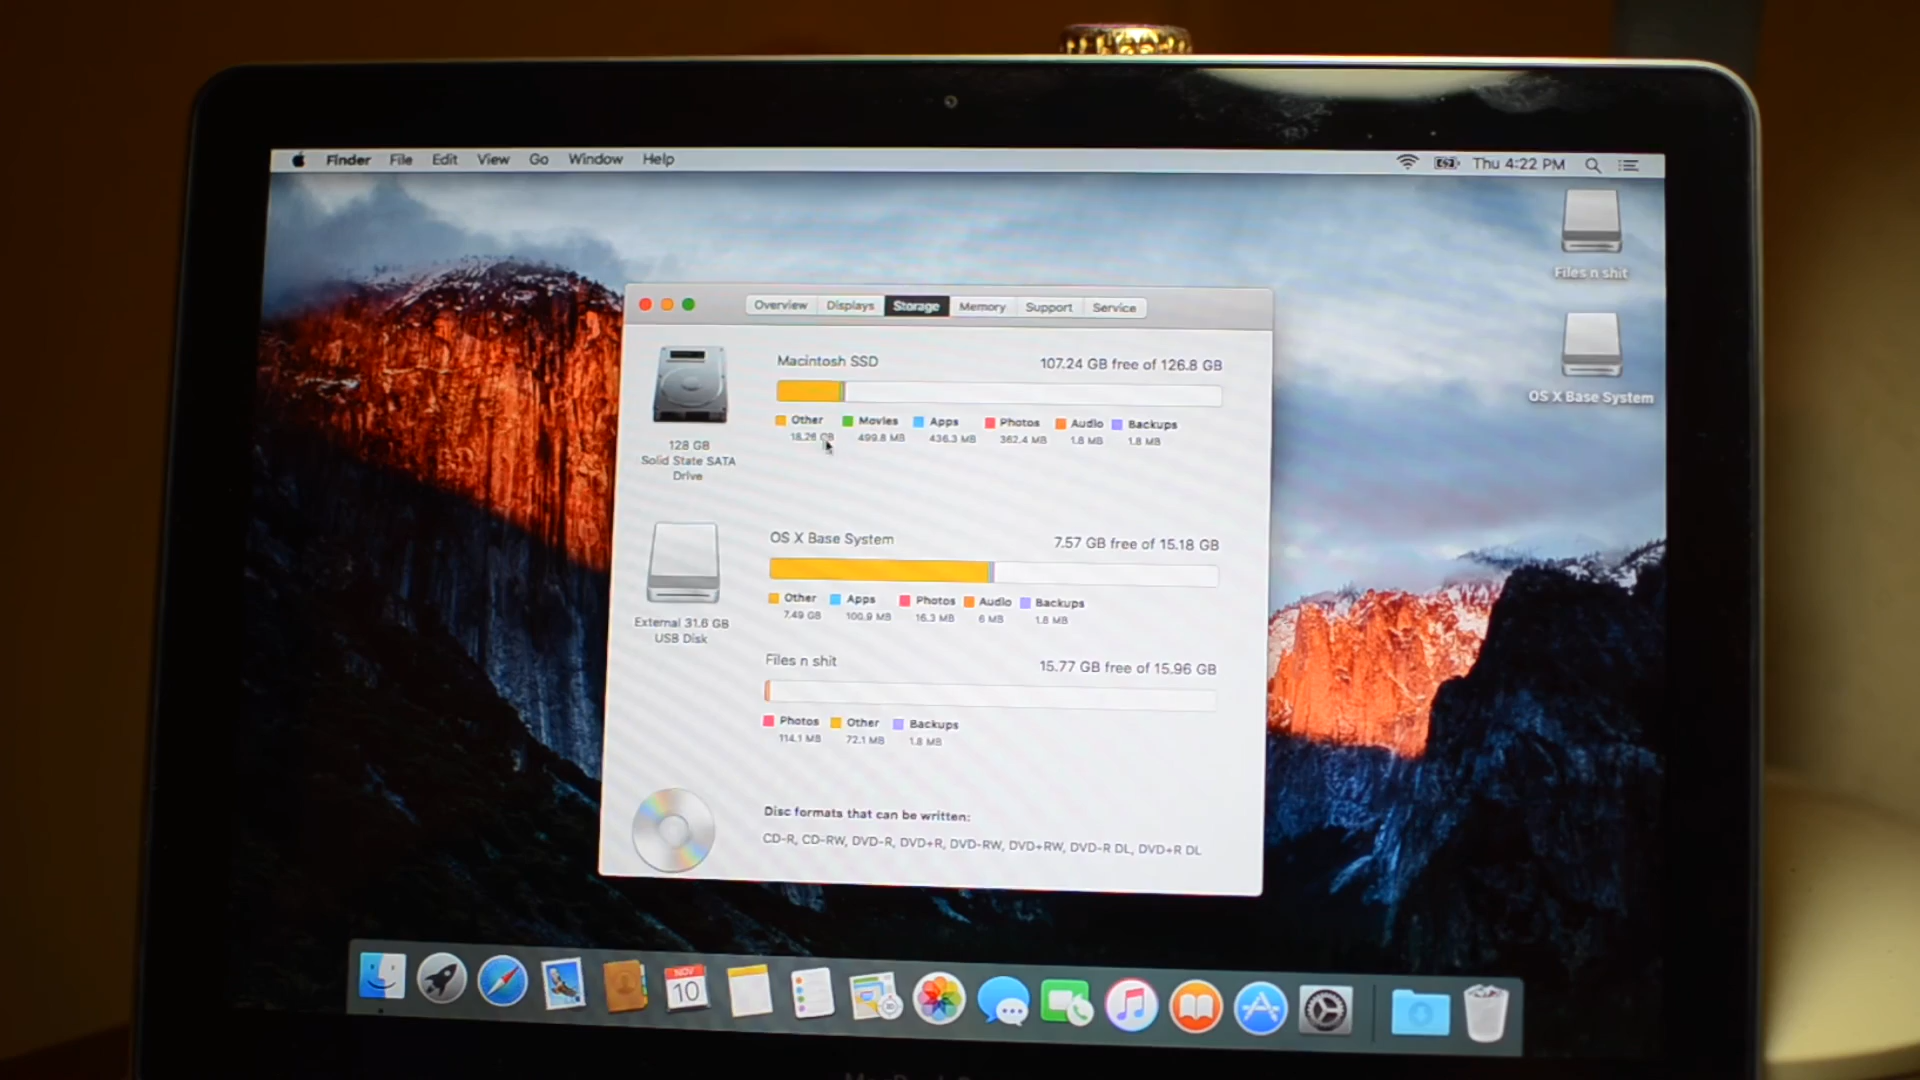 Finder File Edit View Go Window Help
Thu 4:22 PM
Files n shit
OS X Base System
Overview Displays Storage Memory Support Service
Macintosh SSD
107.24 GB free of 126.8 GB
Other Movies Apps Photos Audio Backups
18.26 GB 499.8 MB 436.3 MB 362.4 MB 1.8 MB 1.8 MB
128 GB
Solid State SATA
Drive
OS X Base System
7.57 GB free of 15.18 GB
Other Apps Photos Audio Backups
7.49 GB 100.9 MB 16.3 MB 6 MB 1.8 MB
External 31.6 GB
USB Disk
Files n shit
15.77 GB free of 15.96 GB
Photos Other Backups
114.1 MB 72.1 MB 1.8 MB
Disc formats that can be written:
CD-R, CD-RW, DVD-R, DVD+R, DVD-RW, DVD+RW, DVD-R DL, DVD+R DL
NOV
10